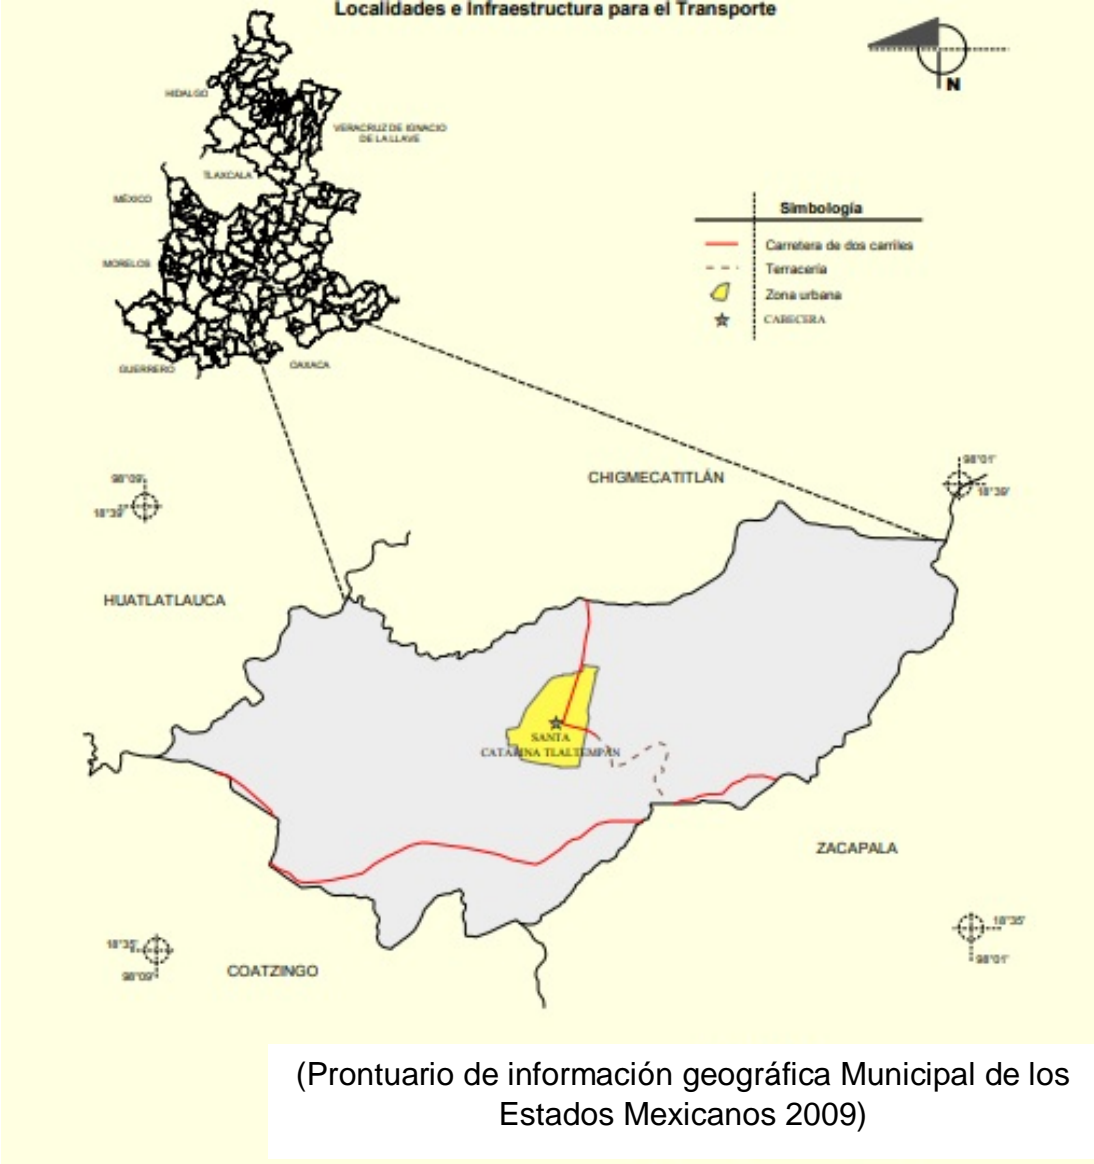 Localidades e Infraestructura para el Transporte
N
HIDALGO
VERACRUZ DE IGNACIO
DE LA LLAVE
TLAXCALA
MÉXICO
MORELOS
GUERRERO
OAXACA
Simbología
Carretera de dos carriles
Terracería
Zona urbana
CABECERA
98°09'
18°39'
98°01'
18°39'
CHIGMECATITLÁN
HUATLATLAUCA
SANTA
CATARINA TLALTEMPAN
ZACAPALA
18°35'
98°09'
18°35'
98°01'
COATZINGO
(Prontuario de información geográfica Municipal de los
Estados Mexicanos 2009)